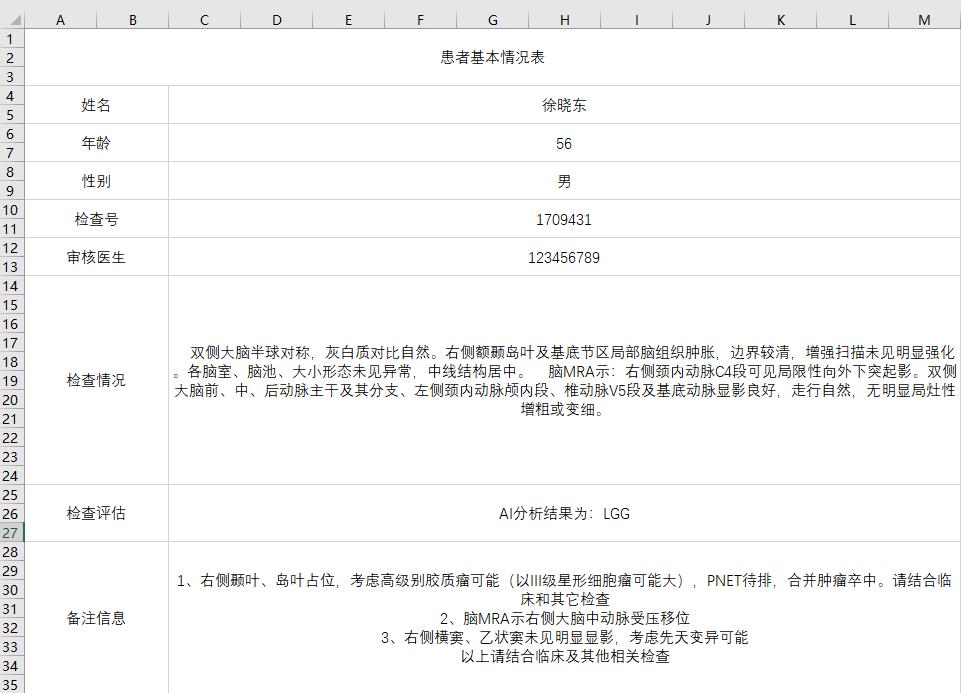 A B C D E F G H I J K L M
1
2
3
4
5
6
7
8
9
10
11
12
13
14
15
16
17
18
19
20
21
22
23
24
25
26
27
28
29
30
31
32
33
34
35
患者基本情况表
姓名 徐晓东
年龄 56
性别 男
检查号 1709431
审核医生 123456789
检查情况
双侧大脑半球对称，灰白质对比自然。右侧额颞岛叶及基底节区局部脑组织肿胀，边界较清，增强扫描未见明显强化
。各脑室、脑池、大小形态未见异常，中线结构居中。 脑MRA示：右侧颈内动脉C4段可见局限性向外下突起影。双侧
大脑前、中、后动脉主干及其分支、左侧颈内动脉颅内段、椎动脉V5段及基底动脉显影良好，走行自然，无明显局灶性
增粗或变细。
检查评估 AI分析结果为：LGG
备注信息
1、右侧颞叶、岛叶占位，考虑高级别胶质瘤可能（以III级星形细胞瘤可能大），PNET待排，合并肿瘤卒中。请结合临
床和其它检查
2、脑MRA示右侧大脑中动脉受压移位
3、右侧横窦、乙状窦未见明显显影，考虑先天变异可能
以上请结合临床及其他相关检查